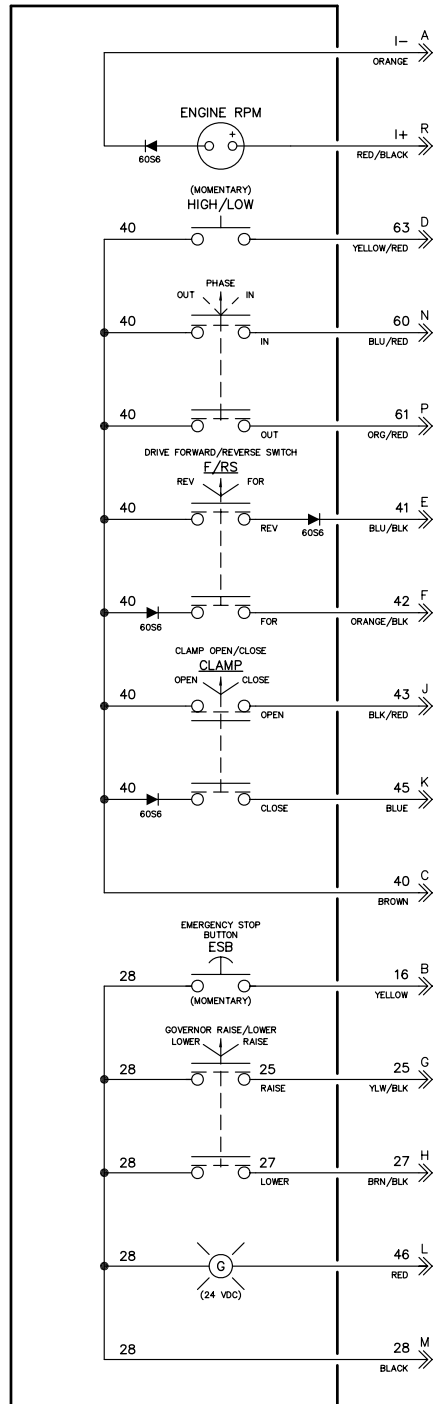 I- A
ORANGE
ENGINE RPM
+
60S6
I+ R
RED/BLACK
(MOMENTARY)
HIGH/LOW
40 63 D
YELLOW/RED
PHASE
OUT IN
40 60 N
IN BLU/RED
40 61 P
OUT ORG/RED
DRIVE FORWARD/REVERSE SWITCH
F/RS
REV FOR
40 41 E
REV 60S6 BLU/BLK
40 42 F
60S6 FOR ORANGE/BLK
CLAMP OPEN/CLOSE
CLAMP
OPEN CLOSE
40 43 J
OPEN BLK/RED
40 45 K
60S6 CLOSE BLUE
40 C
BROWN
EMERGENCY STOP
BUTTON
ESB
28 16 B
(MOMENTARY) YELLOW
GOVERNOR RAISE/LOWER
LOWER RAISE
28 25 25 G
RAISE YLW/BLK
28 27 27 H
LOWER BRN/BLK
28 G 46 L
RED
(24 VDC)
28 28 M
BLACK